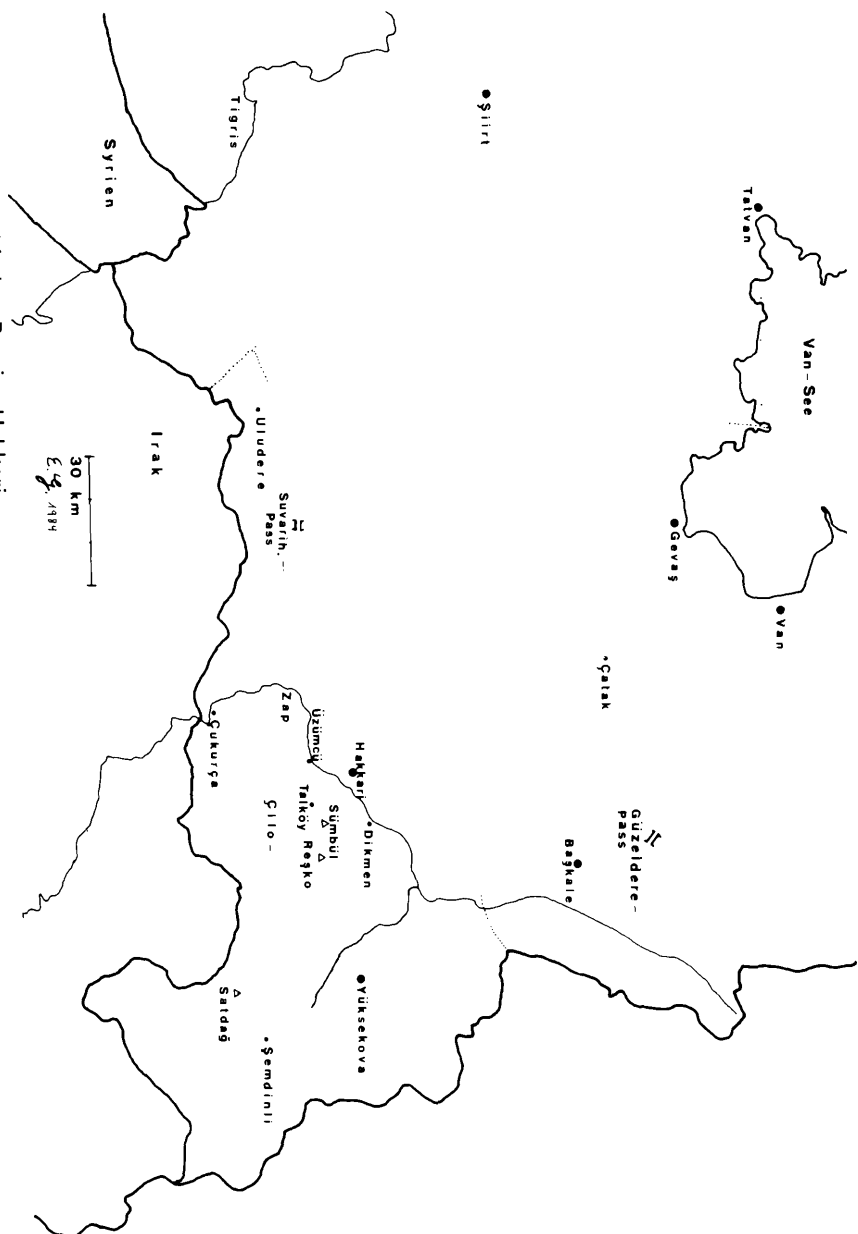 Van-See
Tatvan
Van
Gevaş
Şiirt
Çatak
Güzeldere-
Pass
Başkale
Tigris
Syrien
Uludere
Suvarih.-
Pass
Irak
Hakkari
Dikmen
Üzümcü
Zap
Sümbül
Reşko
Talköy
Çilo-
Çukurça
Yüksekova
Satdağ
Şemdinli
30 km
E.G. 1984